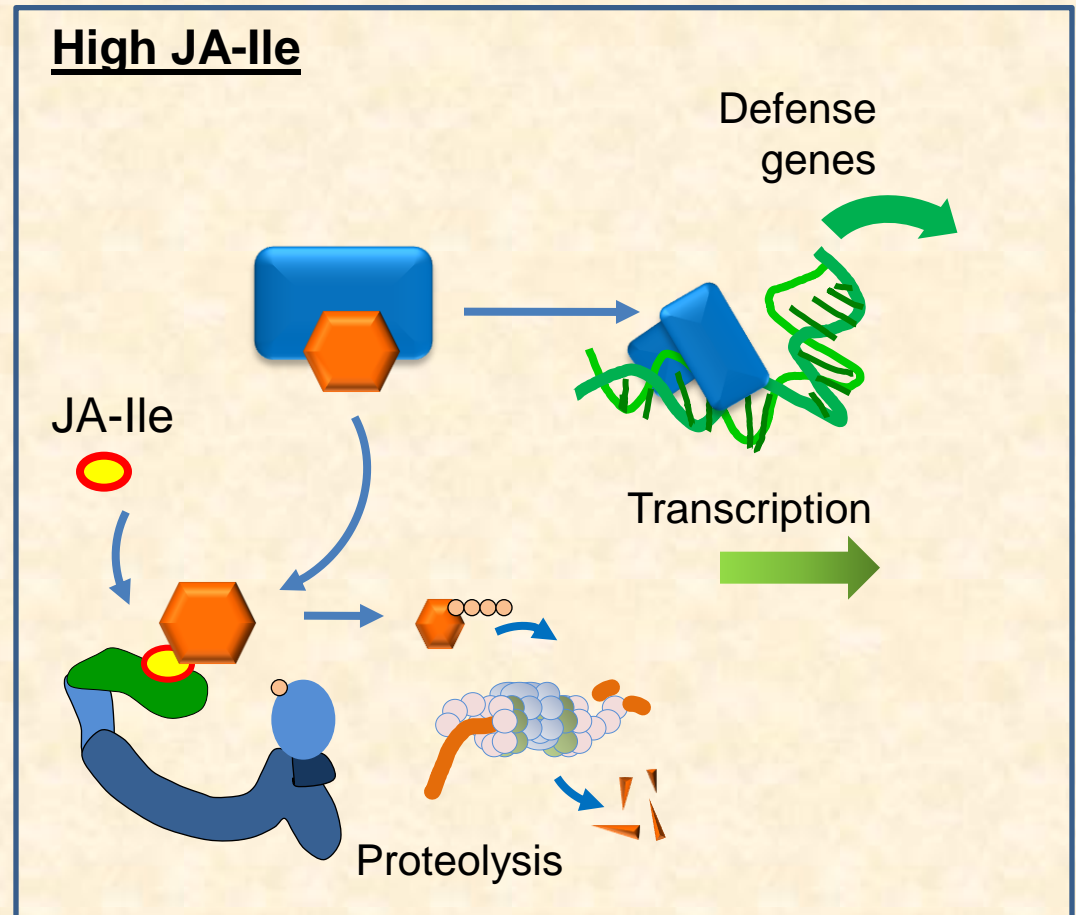 High JA-Ile
Defense
genes
JA-Ile
Transcription
Proteolysis